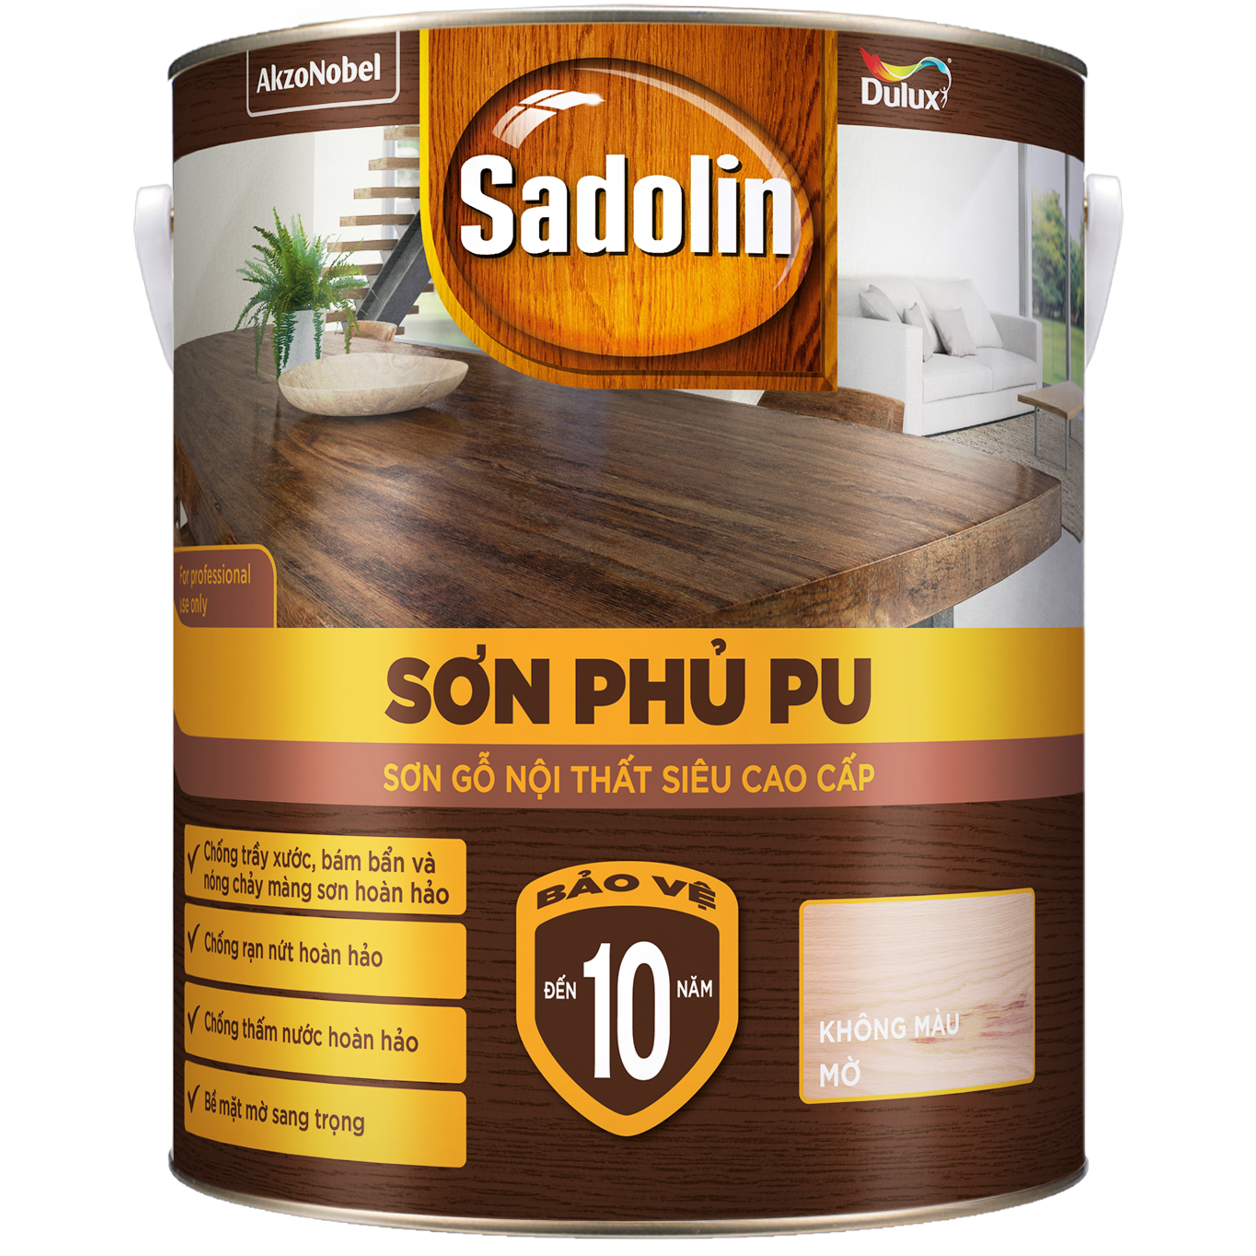 AkzoNobel
Dulux
Sadolin
For professional
use only
SƠN PHỦ PU
SƠN GỖ NỘI THẤT SIÊU CAO CẤP
Chống trầy xước, bám bẩn và
nóng chảy màng sơn hoàn hảo
Chống rạn nứt hoàn hảo
Chống thấm nước hoàn hảo
Bề mặt mờ sang trọng
BẢO VỆ
ĐẾN 10 NĂM
KHÔNG MÀU
MỜ